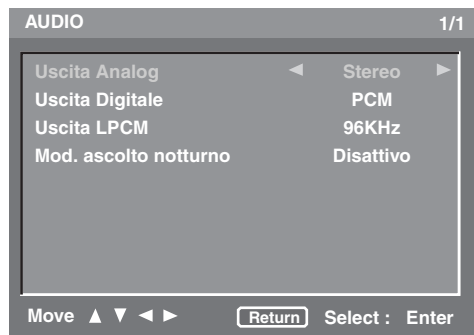 AUDIO 1/1
Uscita Analog ◄ Stereo ►
Uscita Digitale PCM
Uscita LPCM 96KHz
Mod. ascolto notturno Disattivo
Move ▲ ▼ ◄ ► Return Select : Enter